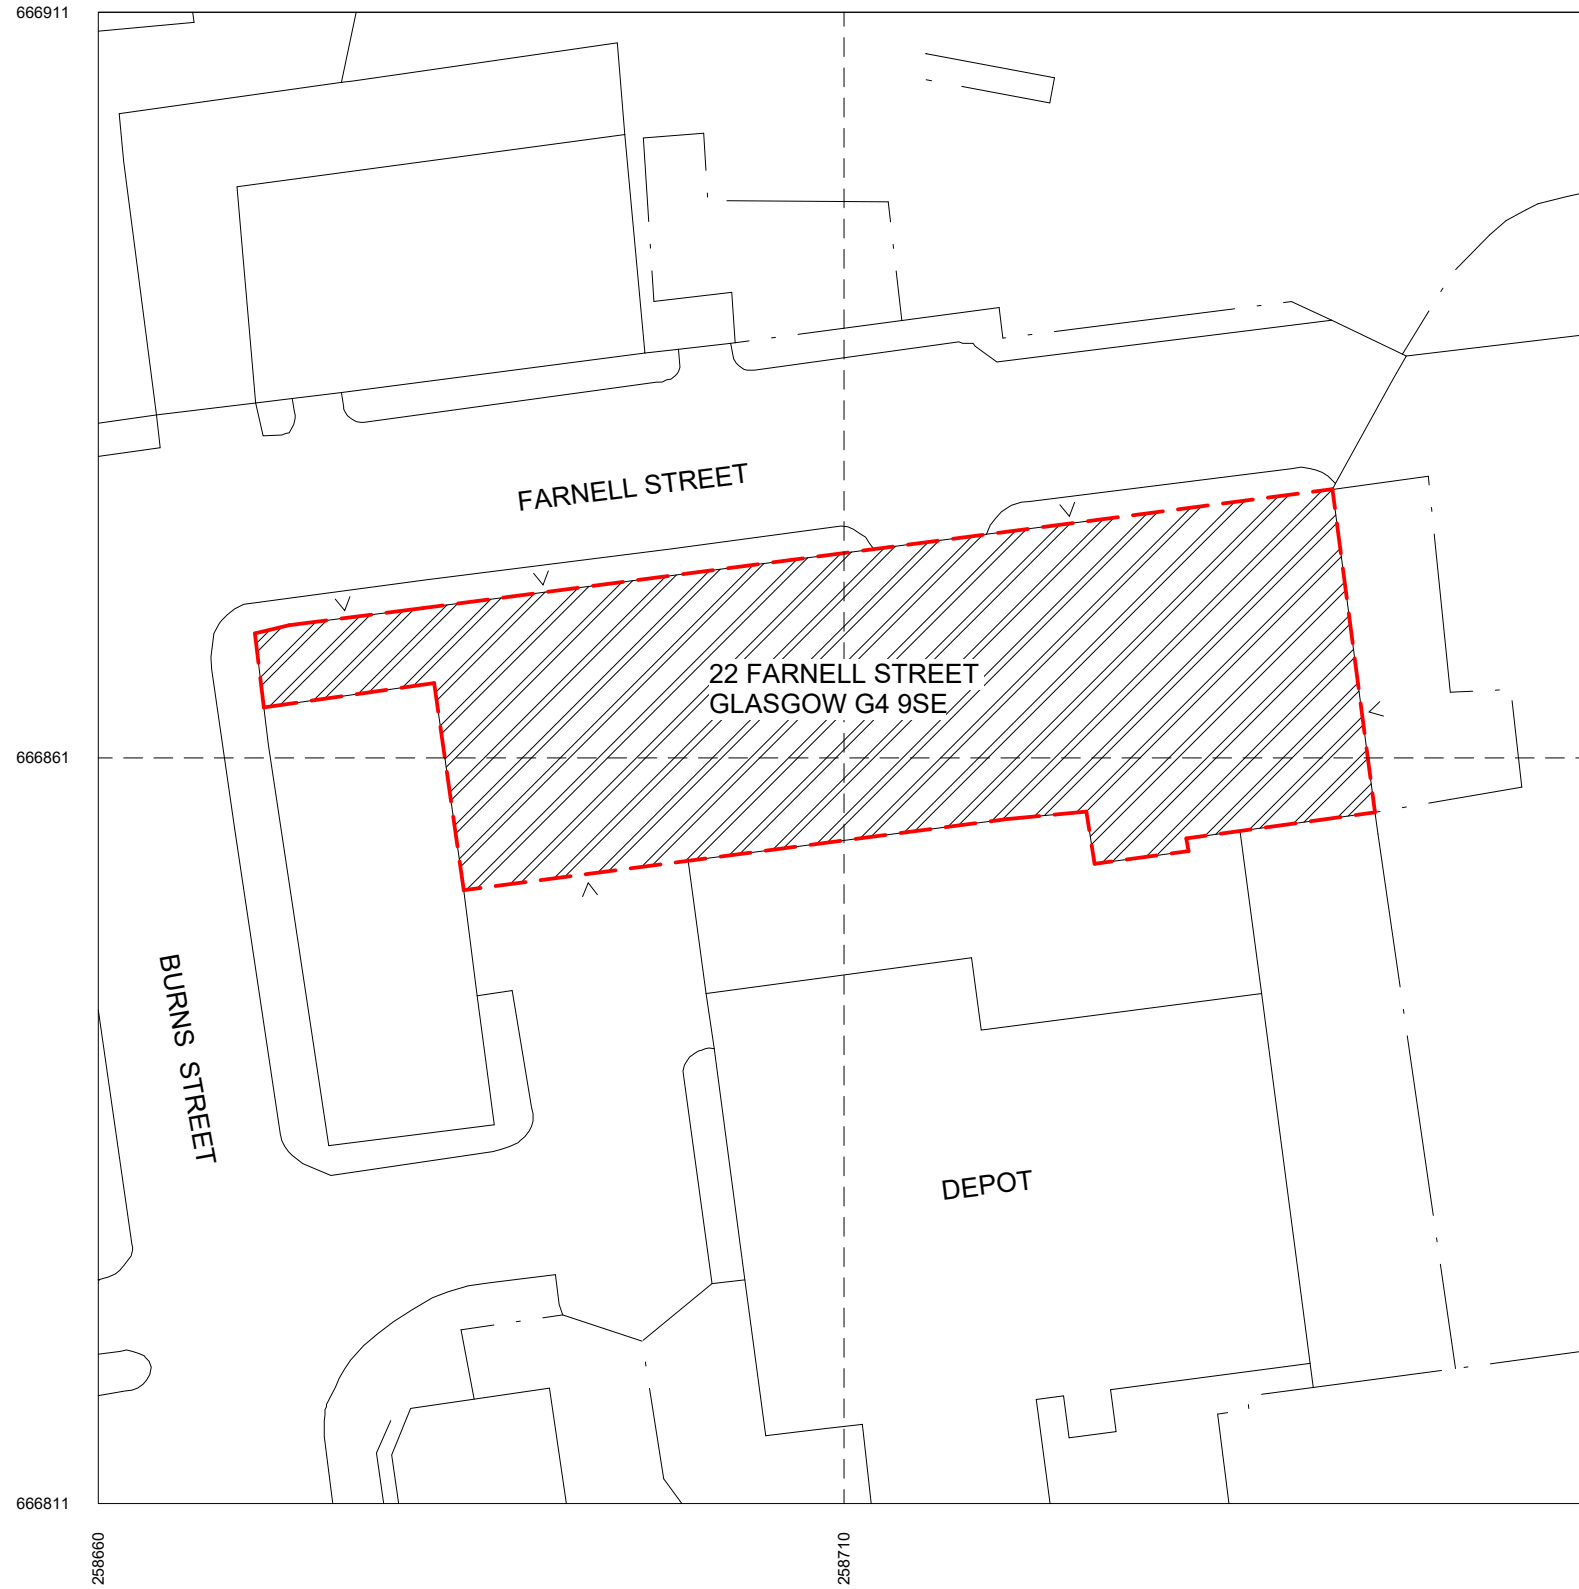 666911
FARNELL STREET
22 FARNELL STREET
GLASGOW G4 9SE
666861
BURNS STREET
DEPOT
666811
258660
258710